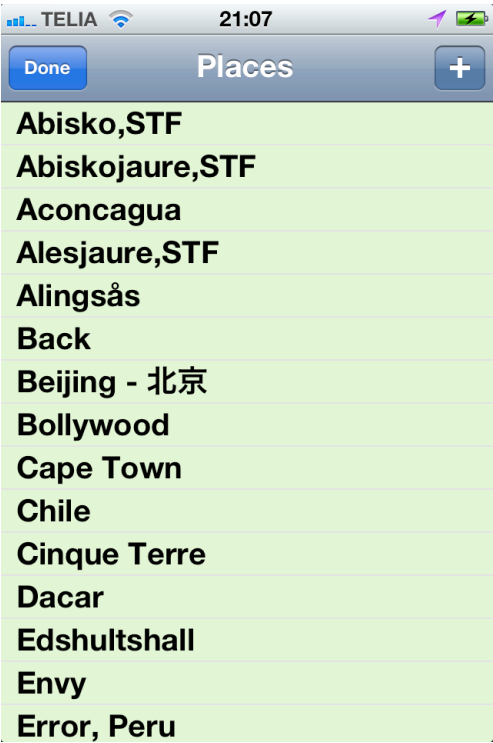 TELIA 21:07
Done Places +
Abisko,STF
Abiskojaure,STF
Aconcagua
Alesjaure,STF
Alingsås
Back
Beijing - 北京
Bollywood
Cape Town
Chile
Cinque Terre
Dacar
Edshultshall
Envy
Error, Peru